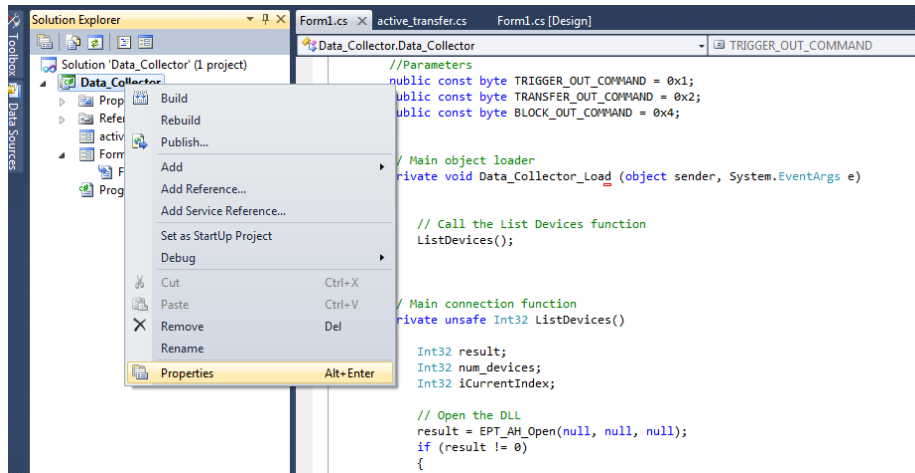 Solution Explorer
Form1.cs active_transfer.cs Form1.cs [Design]
Toolbox
Data Sources
Data_Collector.Data_Collector
TRIGGER_OUT_COMMAND
Solution 'Data_Collector' (1 project)
Data_Collector
Prop
Refer
activ
Form
F
Prog
Build
Rebuild
Publish...
Add
Add Reference...
Add Service Reference...
Set as StartUp Project
Debug
Cut Ctrl+X
Paste Ctrl+V
Remove Del
Rename
Properties Alt+Enter
//Parameters
public const byte TRIGGER_OUT_COMMAND = 0x1;
ublic const byte TRANSFER_OUT_COMMAND = 0x2;
ublic const byte BLOCK_OUT_COMMAND = 0x4;
/ Main object loader
rivate void Data_Collector_Load (object sender, System.EventArgs e)
// Call the List Devices function
ListDevices();
/ Main connection function
rivate unsafe Int32 ListDevices()
Int32 result;
Int32 num_devices;
Int32 iCurrentIndex;
// Open the DLL
result = EPT_AH_Open(null, null, null);
if (result != 0)
{